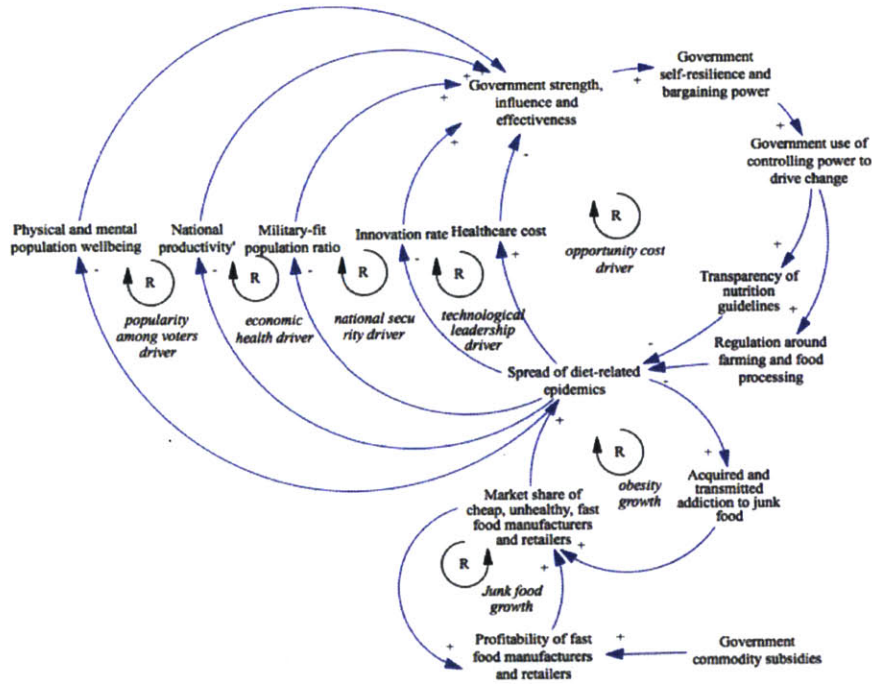 Government strength,
influence and
effectiveness
Government
self-resilience and
bargaining power
Government use of
controlling power to
drive change
Physical and mental
population wellbeing
National
productivity'
Military-fit
population ratio
Innovation rate
Healthcare cost
R
popularity
among voters
driver
R
economic
health driver
R
national secu
rity driver
R
technological
leadership
driver
R
opportunity cost
driver
Transparency of
nutrition
guidelines
Regulation around
farming and food
processing
Spread of diet-related
epidemics
R
obesity
growth
Acquired and
transmitted
addiction to junk
food
Market share of
cheap, unhealthy, fast
food manufacturers
and retailers
R
Junk food
growth
Profitability of fast
food manufacturers
and retailers
Government
commodity subsidies